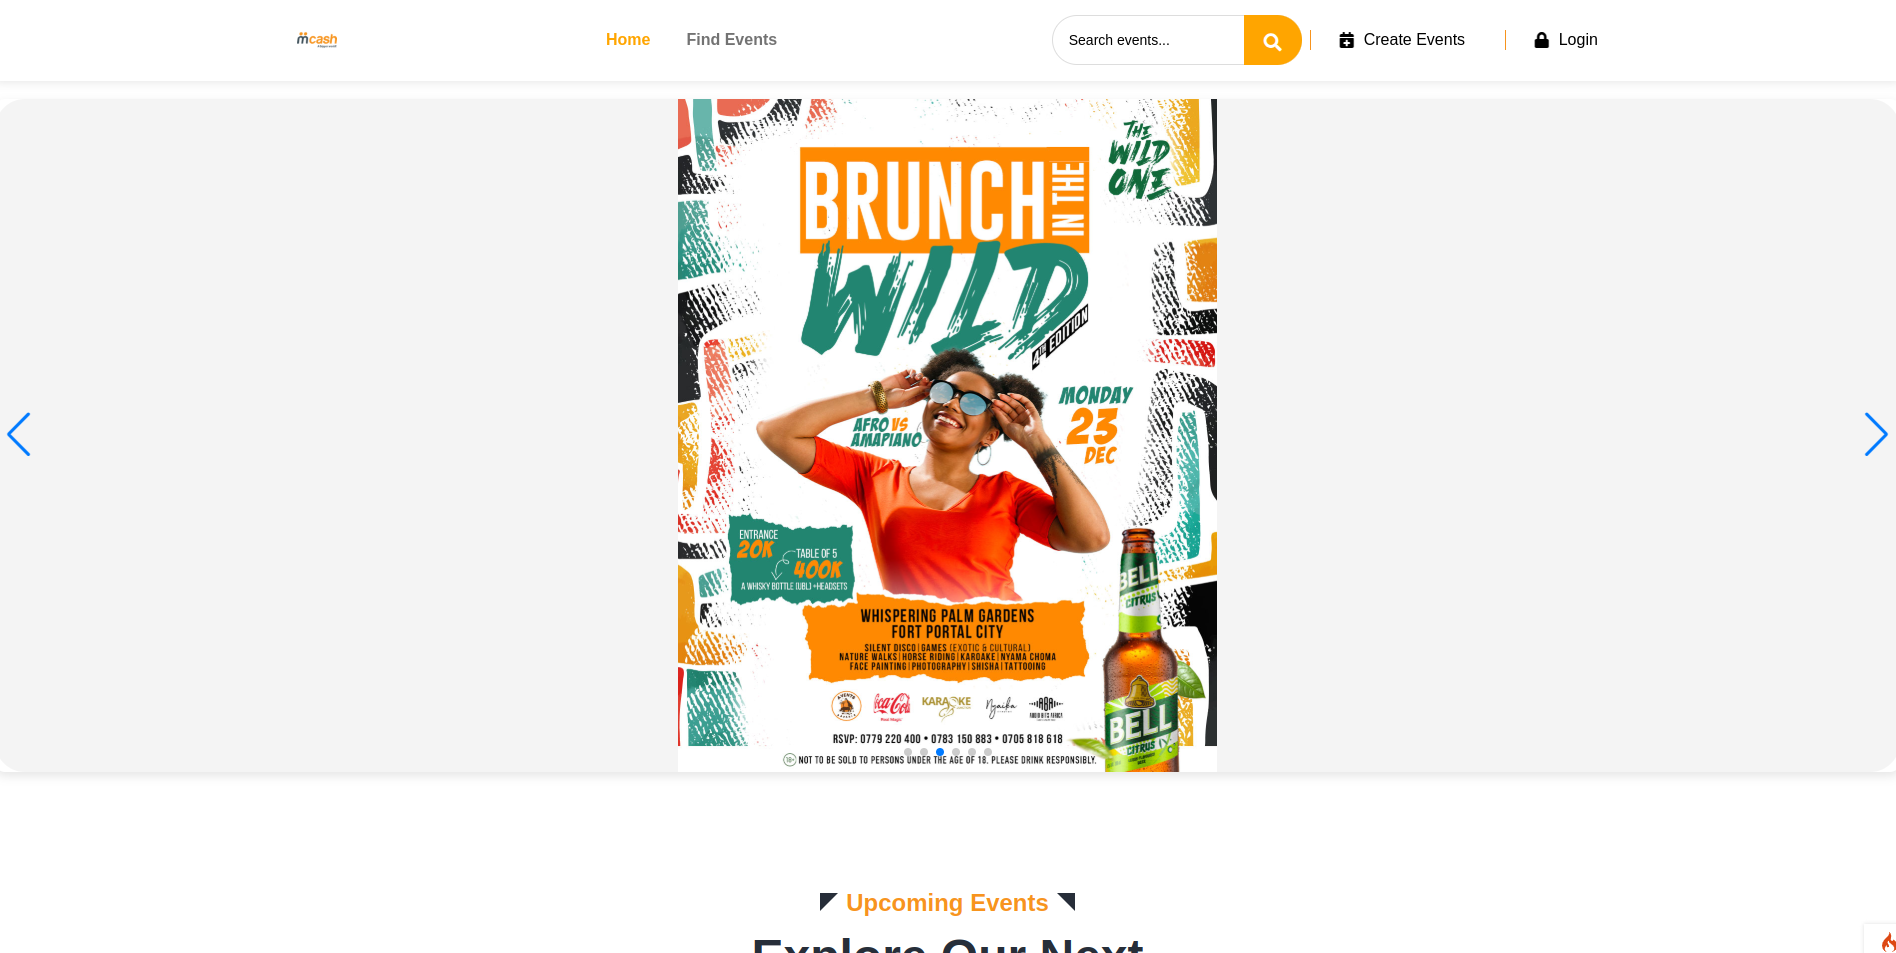 mcash
Home
Find Events
Search events...
Create Events
Login
THE
WILD
ONE
BRUNCH
IN THE
WILD
4TH EDITION
MONDAY
23
DEC
AFRO VS
AMAPIANO
ENTRANCE
20K
TABLE OF 5
400K
A WHISKY BOTTLE (UBL) +HEADSETS
WHISPERING PALM GARDENS
FORT PORTAL CITY
SILENT DISCO | GAMES (EXOTIC & CULTURAL)
NATURE WALKS | HORSE RIDING | KAROAKE | NYAMA CHOMA
FACE PAINTING | PHOTOGRAPHY | SHISHA | TATTOOING
BELL
CITRUS
Coca-Cola
Real Magic
KARAOKE
BELL
CITRUS
RSVP: 0779 220 400 • 0783 150 883 • 0705 818 618
18+ NOT TO BE SOLD TO PERSONS UNDER THE AGE OF 18. PLEASE DRINK RESPONSIBLY.
Upcoming Events
Explore Our Next